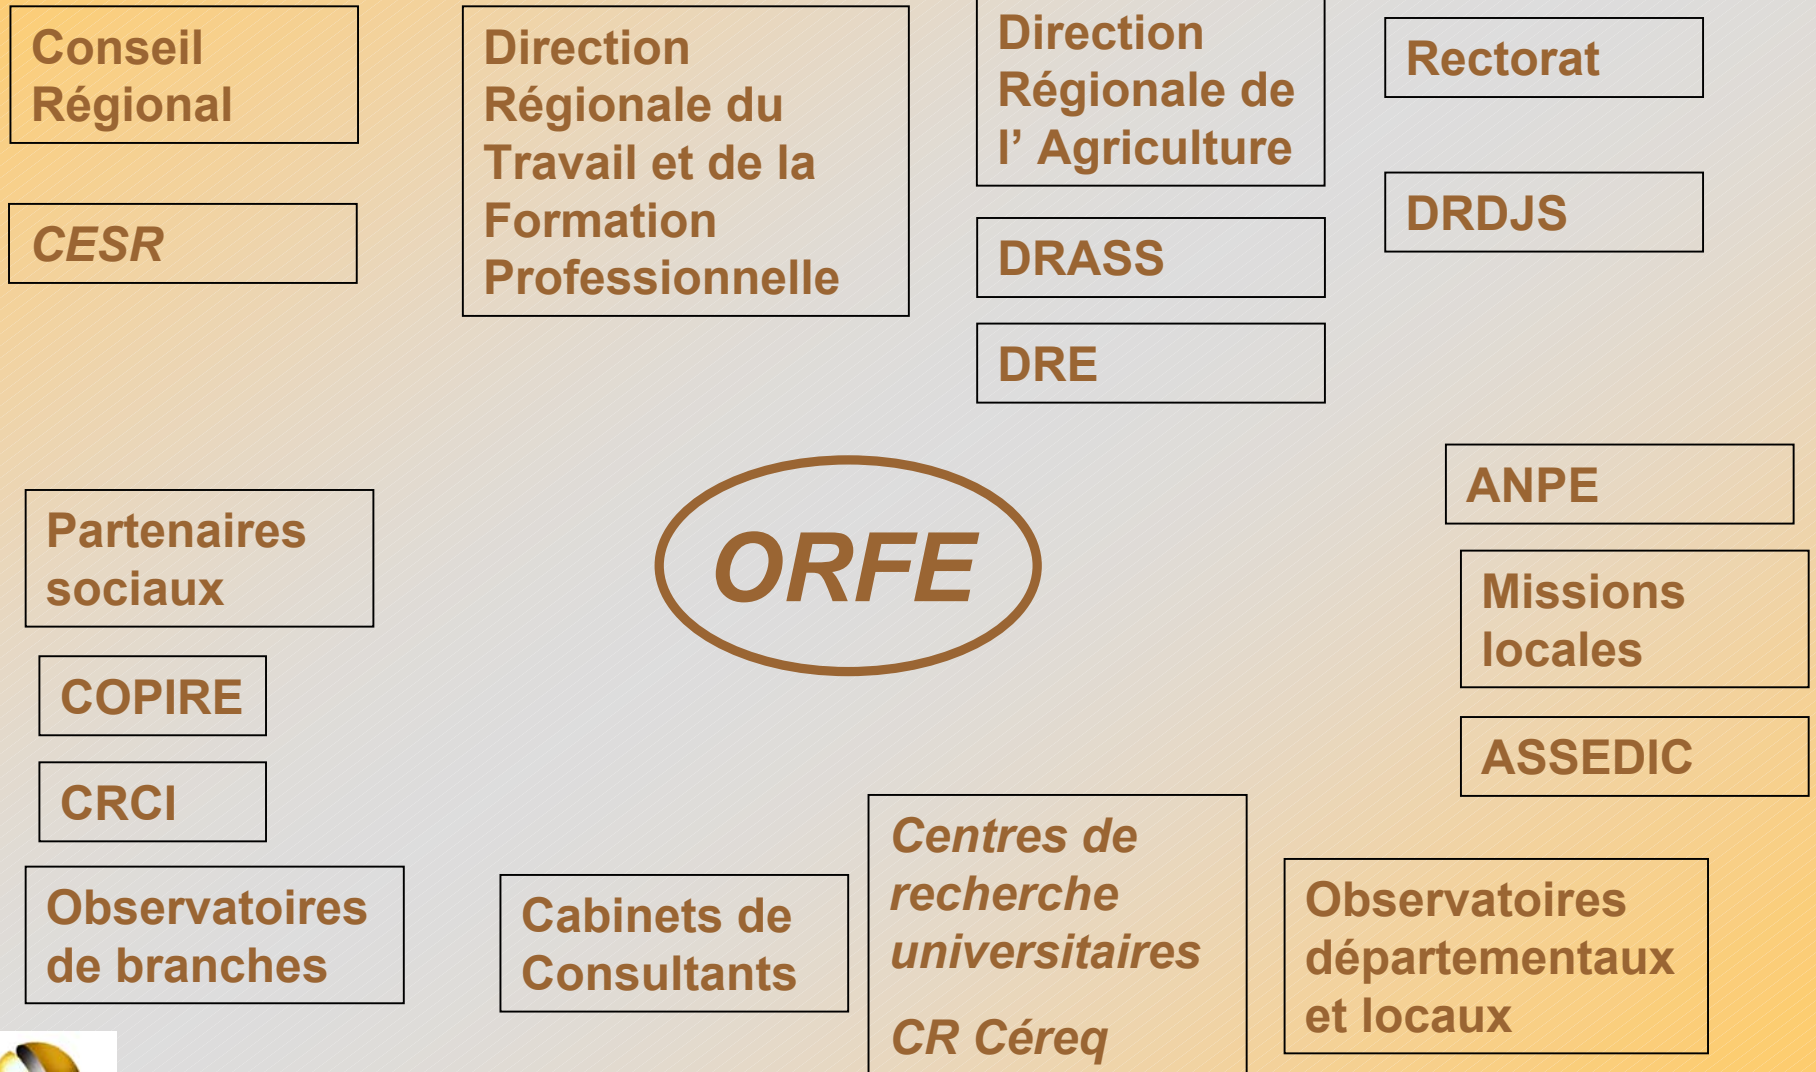 Conseil
Régional
CESR
Direction
Régionale du
Travail et de la
Formation
Professionnelle
Direction
Régionale de
l’ Agriculture
DRASS
DRE
Rectorat
DRDJS
ORFE
Partenaires
sociaux
COPIRE
CRCI
Observatoires
de branches
ANPE
Missions
locales
ASSEDIC
Cabinets de
Consultants
Centres de
recherche
universitaires
CR Céreq
Observatoires
départementaux
et locaux